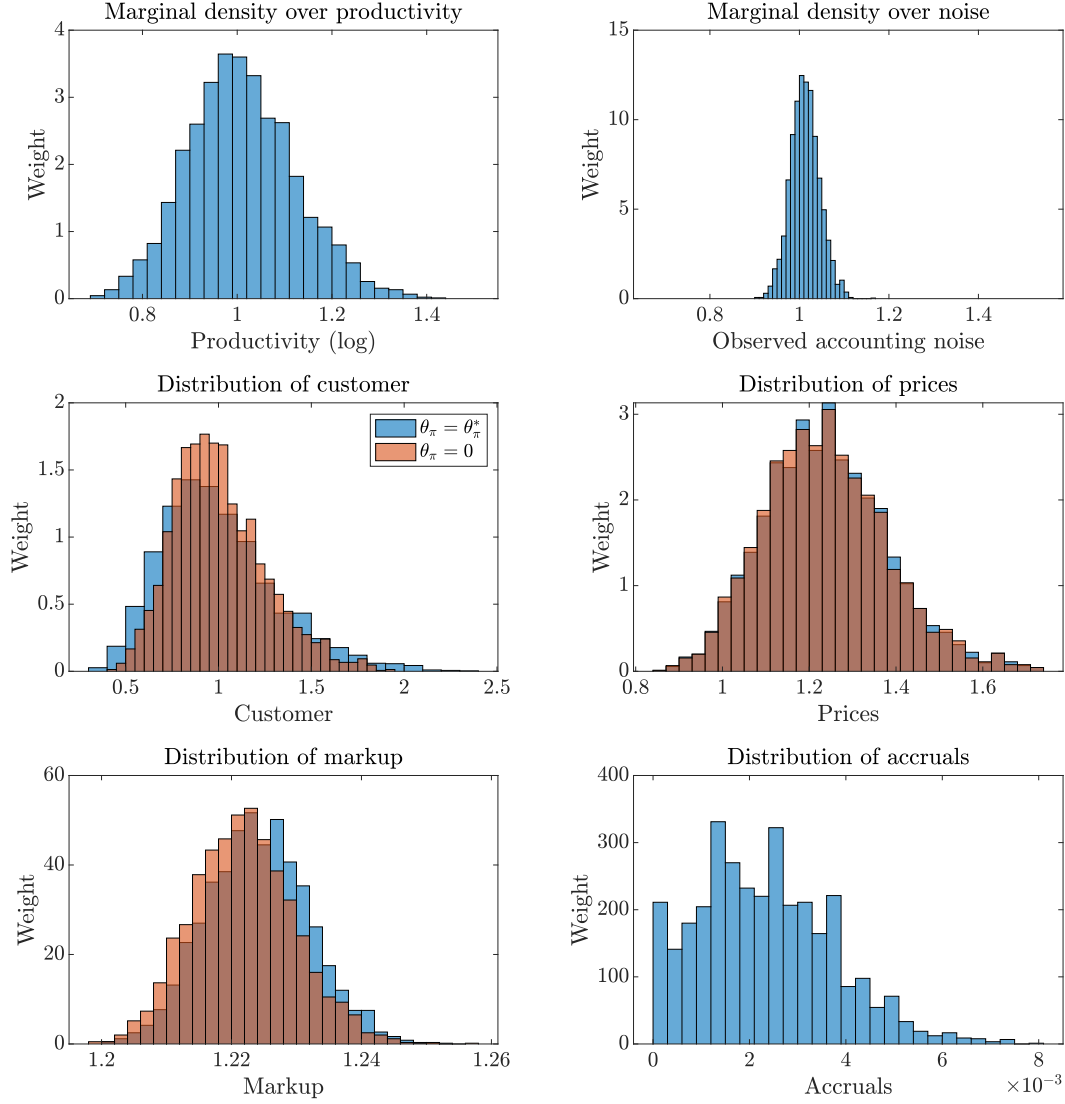 Marginal density over productivity
4
3
2
1
0
Weight
0.8
1
1.2
1.4
Productivity (log)
Marginal density over noise
15
10
5
0
Weight
0.8
1
1.2
1.4
Observed accounting noise
Distribution of customer
2
1.5
1
0.5
0
Weight
θπ = θ*π
θπ = 0
0.5
1
1.5
2
2.5
Customer
Distribution of prices
3
2
1
0
Weight
0.8
1
1.2
1.4
1.6
Prices
Distribution of markup
60
40
20
0
Weight
1.2
1.22
1.24
1.26
Markup
Distribution of accruals
400
300
200
100
0
Weight
0
2
4
6
8
Accruals
×10⁻³